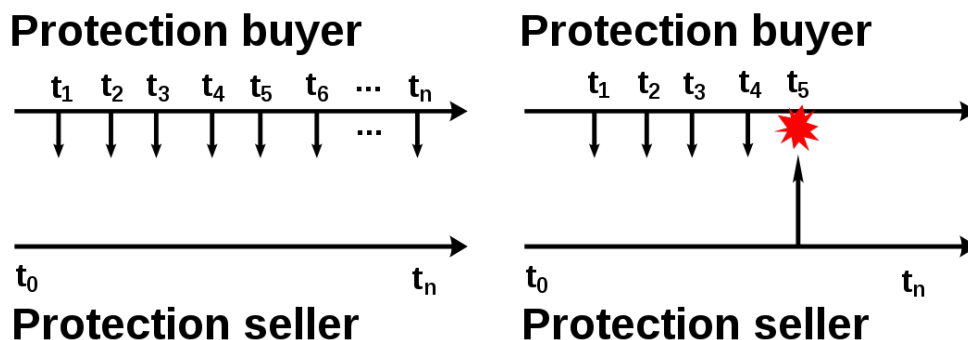 Protection buyer
t1 t2 t3 t4 t5 t6 ... tn
...
t0 tn
Protection seller
Protection buyer
t1 t2 t3 t4 t5
t0 tn
Protection seller